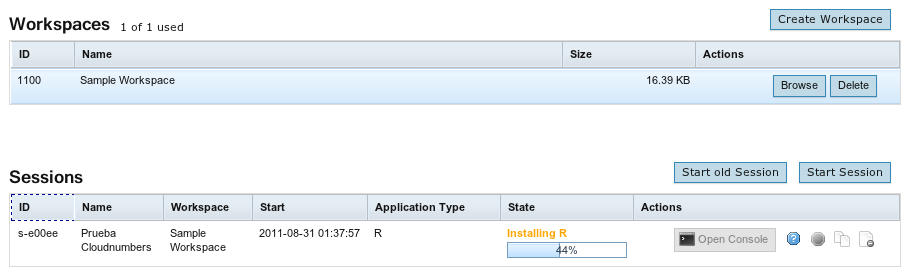 Workspaces 1 of 1 used Create Workspace
ID Name Size Actions
1100 Sample Workspace 16.39 KB Browse Delete
Sessions Start old Session Start Session
ID Name Workspace Start Application Type State Actions
s-e00ee Prueba Sample 2011-08-31 01:37:57 R Installing R Open Console
Cloudnumbers Workspace 44%